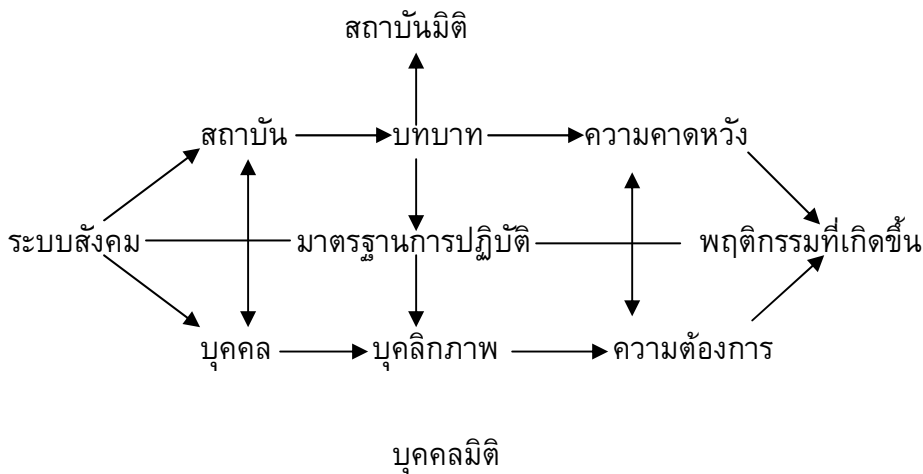 สถาบันมิติ
สถาบัน บทบาท ความคาดหวัง
ระบบสังคม มาตรฐานการปฏิบัติ พฤติกรรมที่เกิดขึ้น
บุคคล บุคลิกภาพ ความต้องการ
บุคคลมิติ